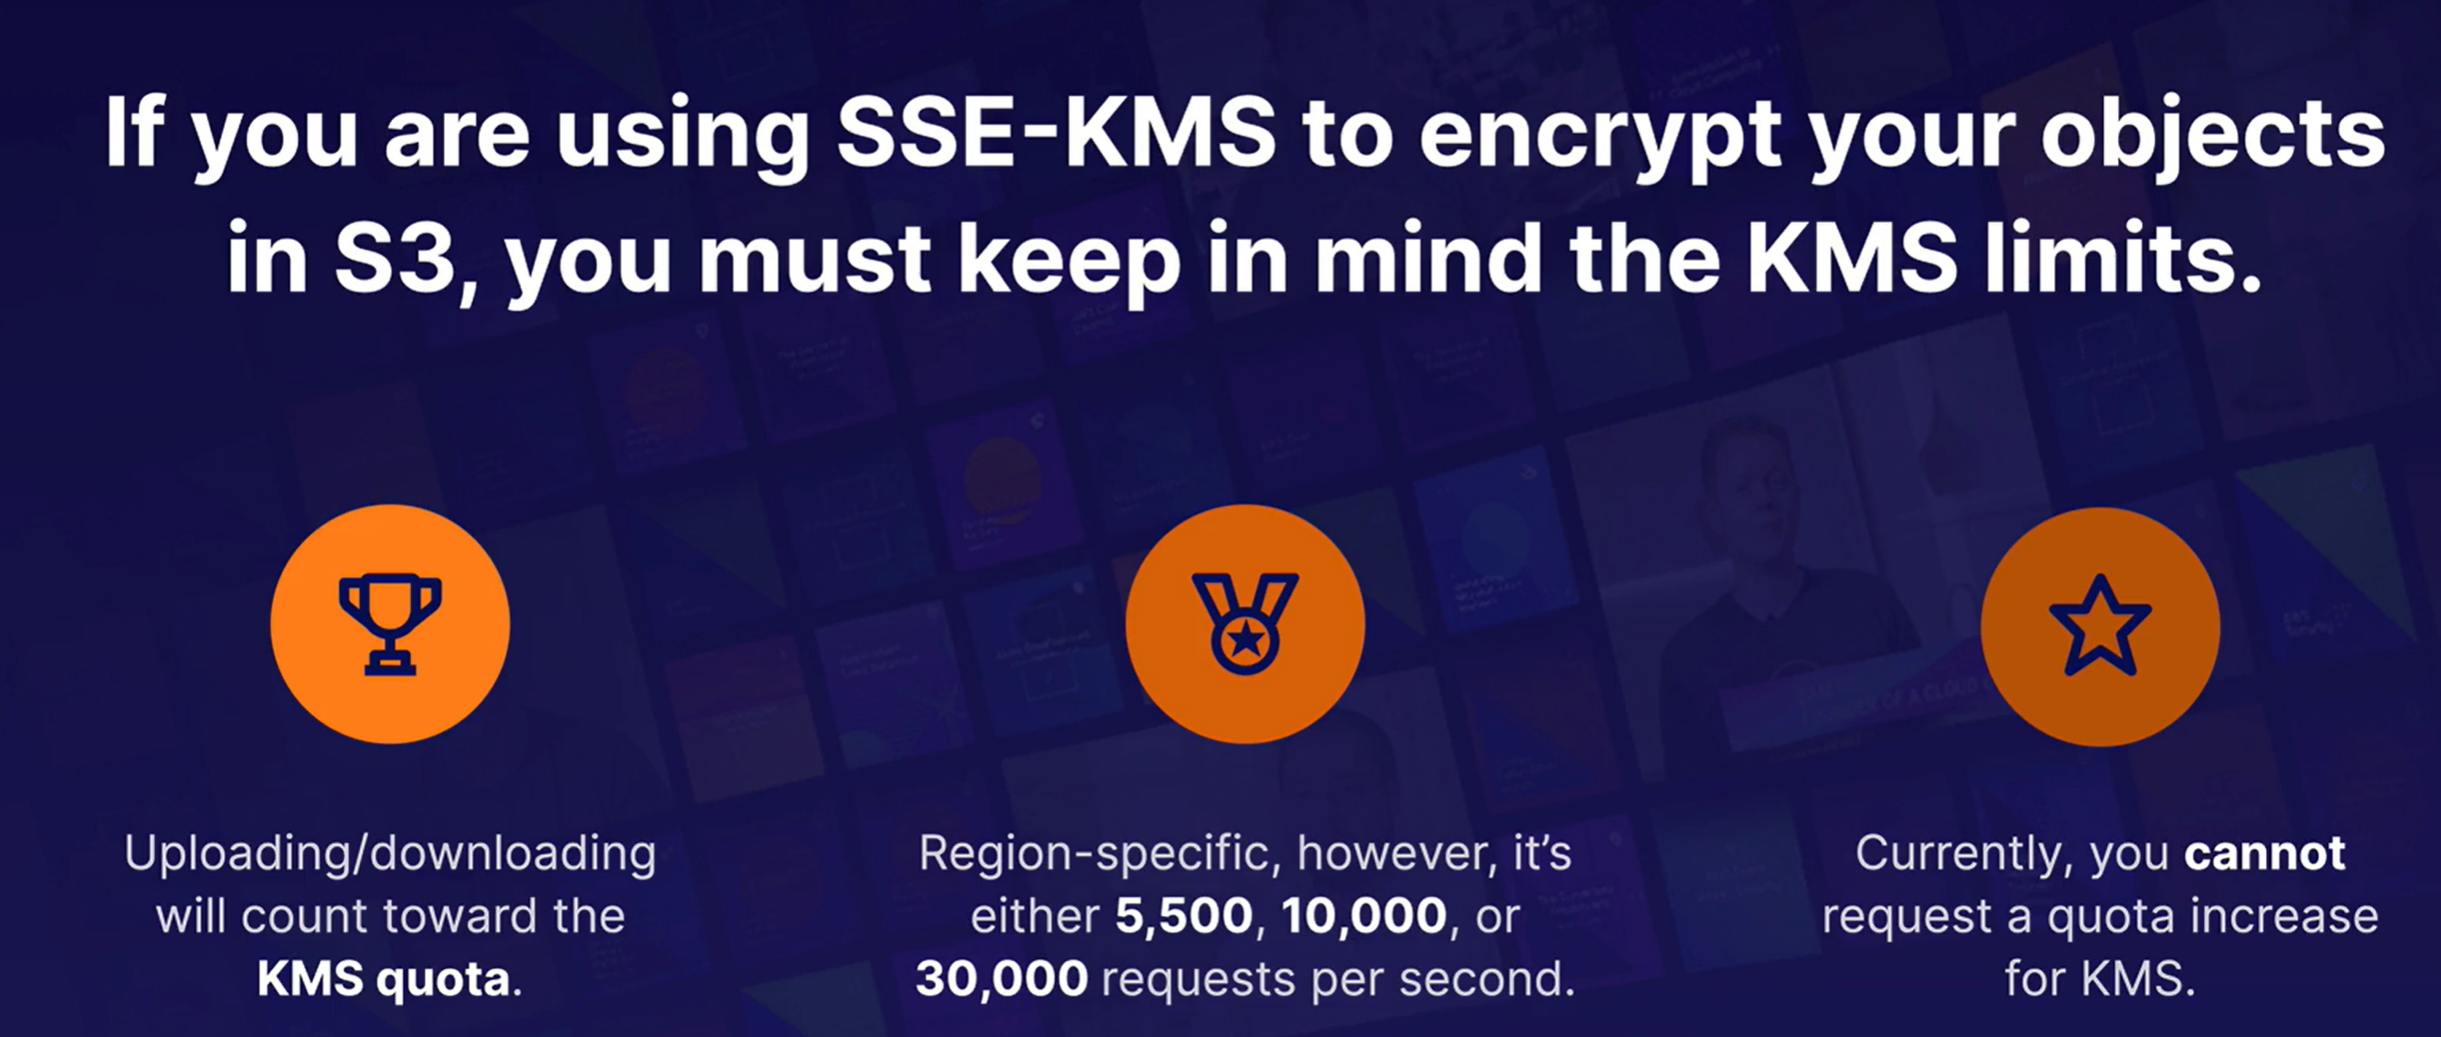 If you are using SSE-KMS to encrypt your objects
in S3, you must keep in mind the KMS limits.
Uploading/downloading
will count toward the
KMS quota.
Region-specific, however, it’s
either 5,500, 10,000, or
30,000 requests per second.
Currently, you cannot
request a quota increase
for KMS.